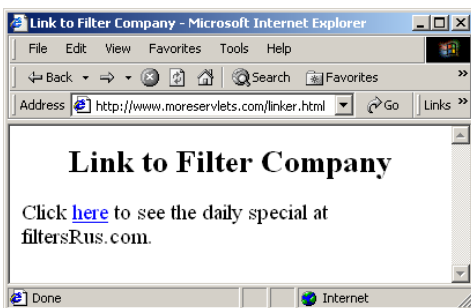 Link to Filter Company - Microsoft Internet Explorer
File Edit View Favorites Tools Help
Back Search Favorites »
Address http://www.moreservlets.com/linker.html Go Links »
Link to Filter Company
Click here to see the daily special at
filtersRus.com.
Done Internet